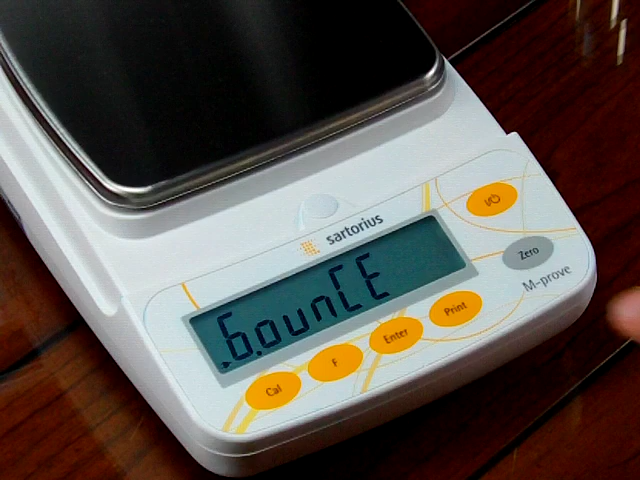 sartorius
I/⏻
Zero
M-prove
6.ounCE
Cal
F
Enter
Print